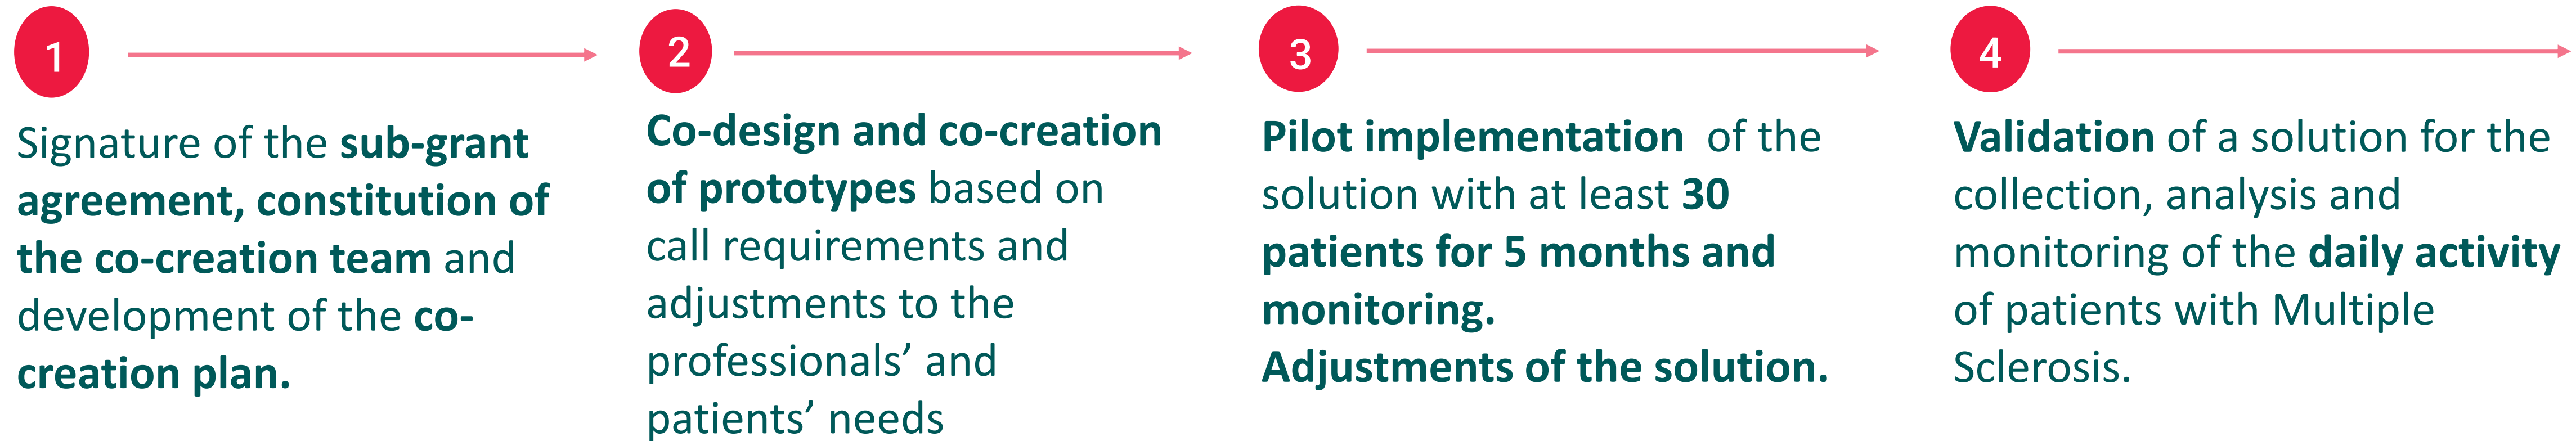 1
Signature of the sub-grant
agreement, constitution of
the co-creation team and
development of the co-
creation plan.
2
Co-design and co-creation
of prototypes based on
call requirements and
adjustments to the
professionals’ and
patients’ needs
3
Pilot implementation of the
solution with at least 30
patients for 5 months and
monitoring.
Adjustments of the solution.
4
Validation of a solution for the
collection, analysis and
monitoring of the daily activity
of patients with Multiple
Sclerosis.